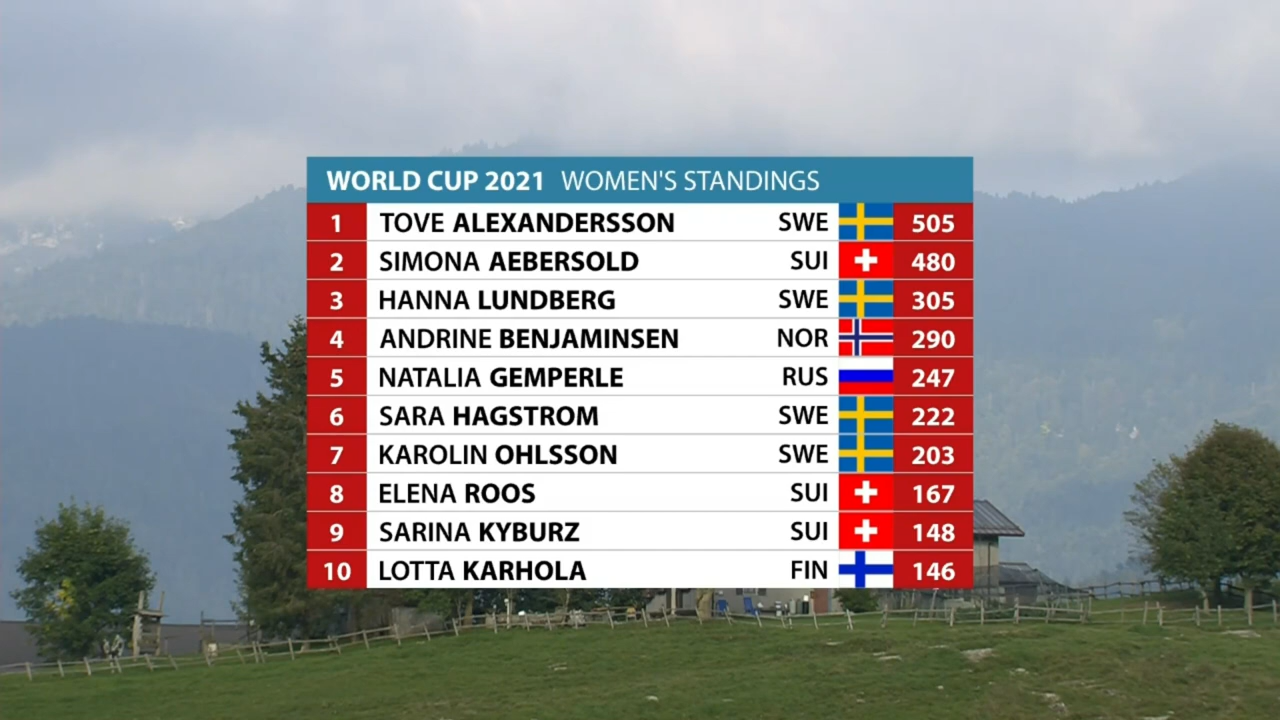 WORLD CUP 2021 WOMEN'S STANDINGS
1 TOVE ALEXANDERSSON SWE 505
2 SIMONA AEBERSOLD SUI 480
3 HANNA LUNDBERG SWE 305
4 ANDRINE BENJAMINSEN NOR 290
5 NATALIA GEMPERLE RUS 247
6 SARA HAGSTROM SWE 222
7 KAROLIN OHLSSON SWE 203
8 ELENA ROOS SUI 167
9 SARINA KYBURZ SUI 148
10 LOTTA KARHOLA FIN 146